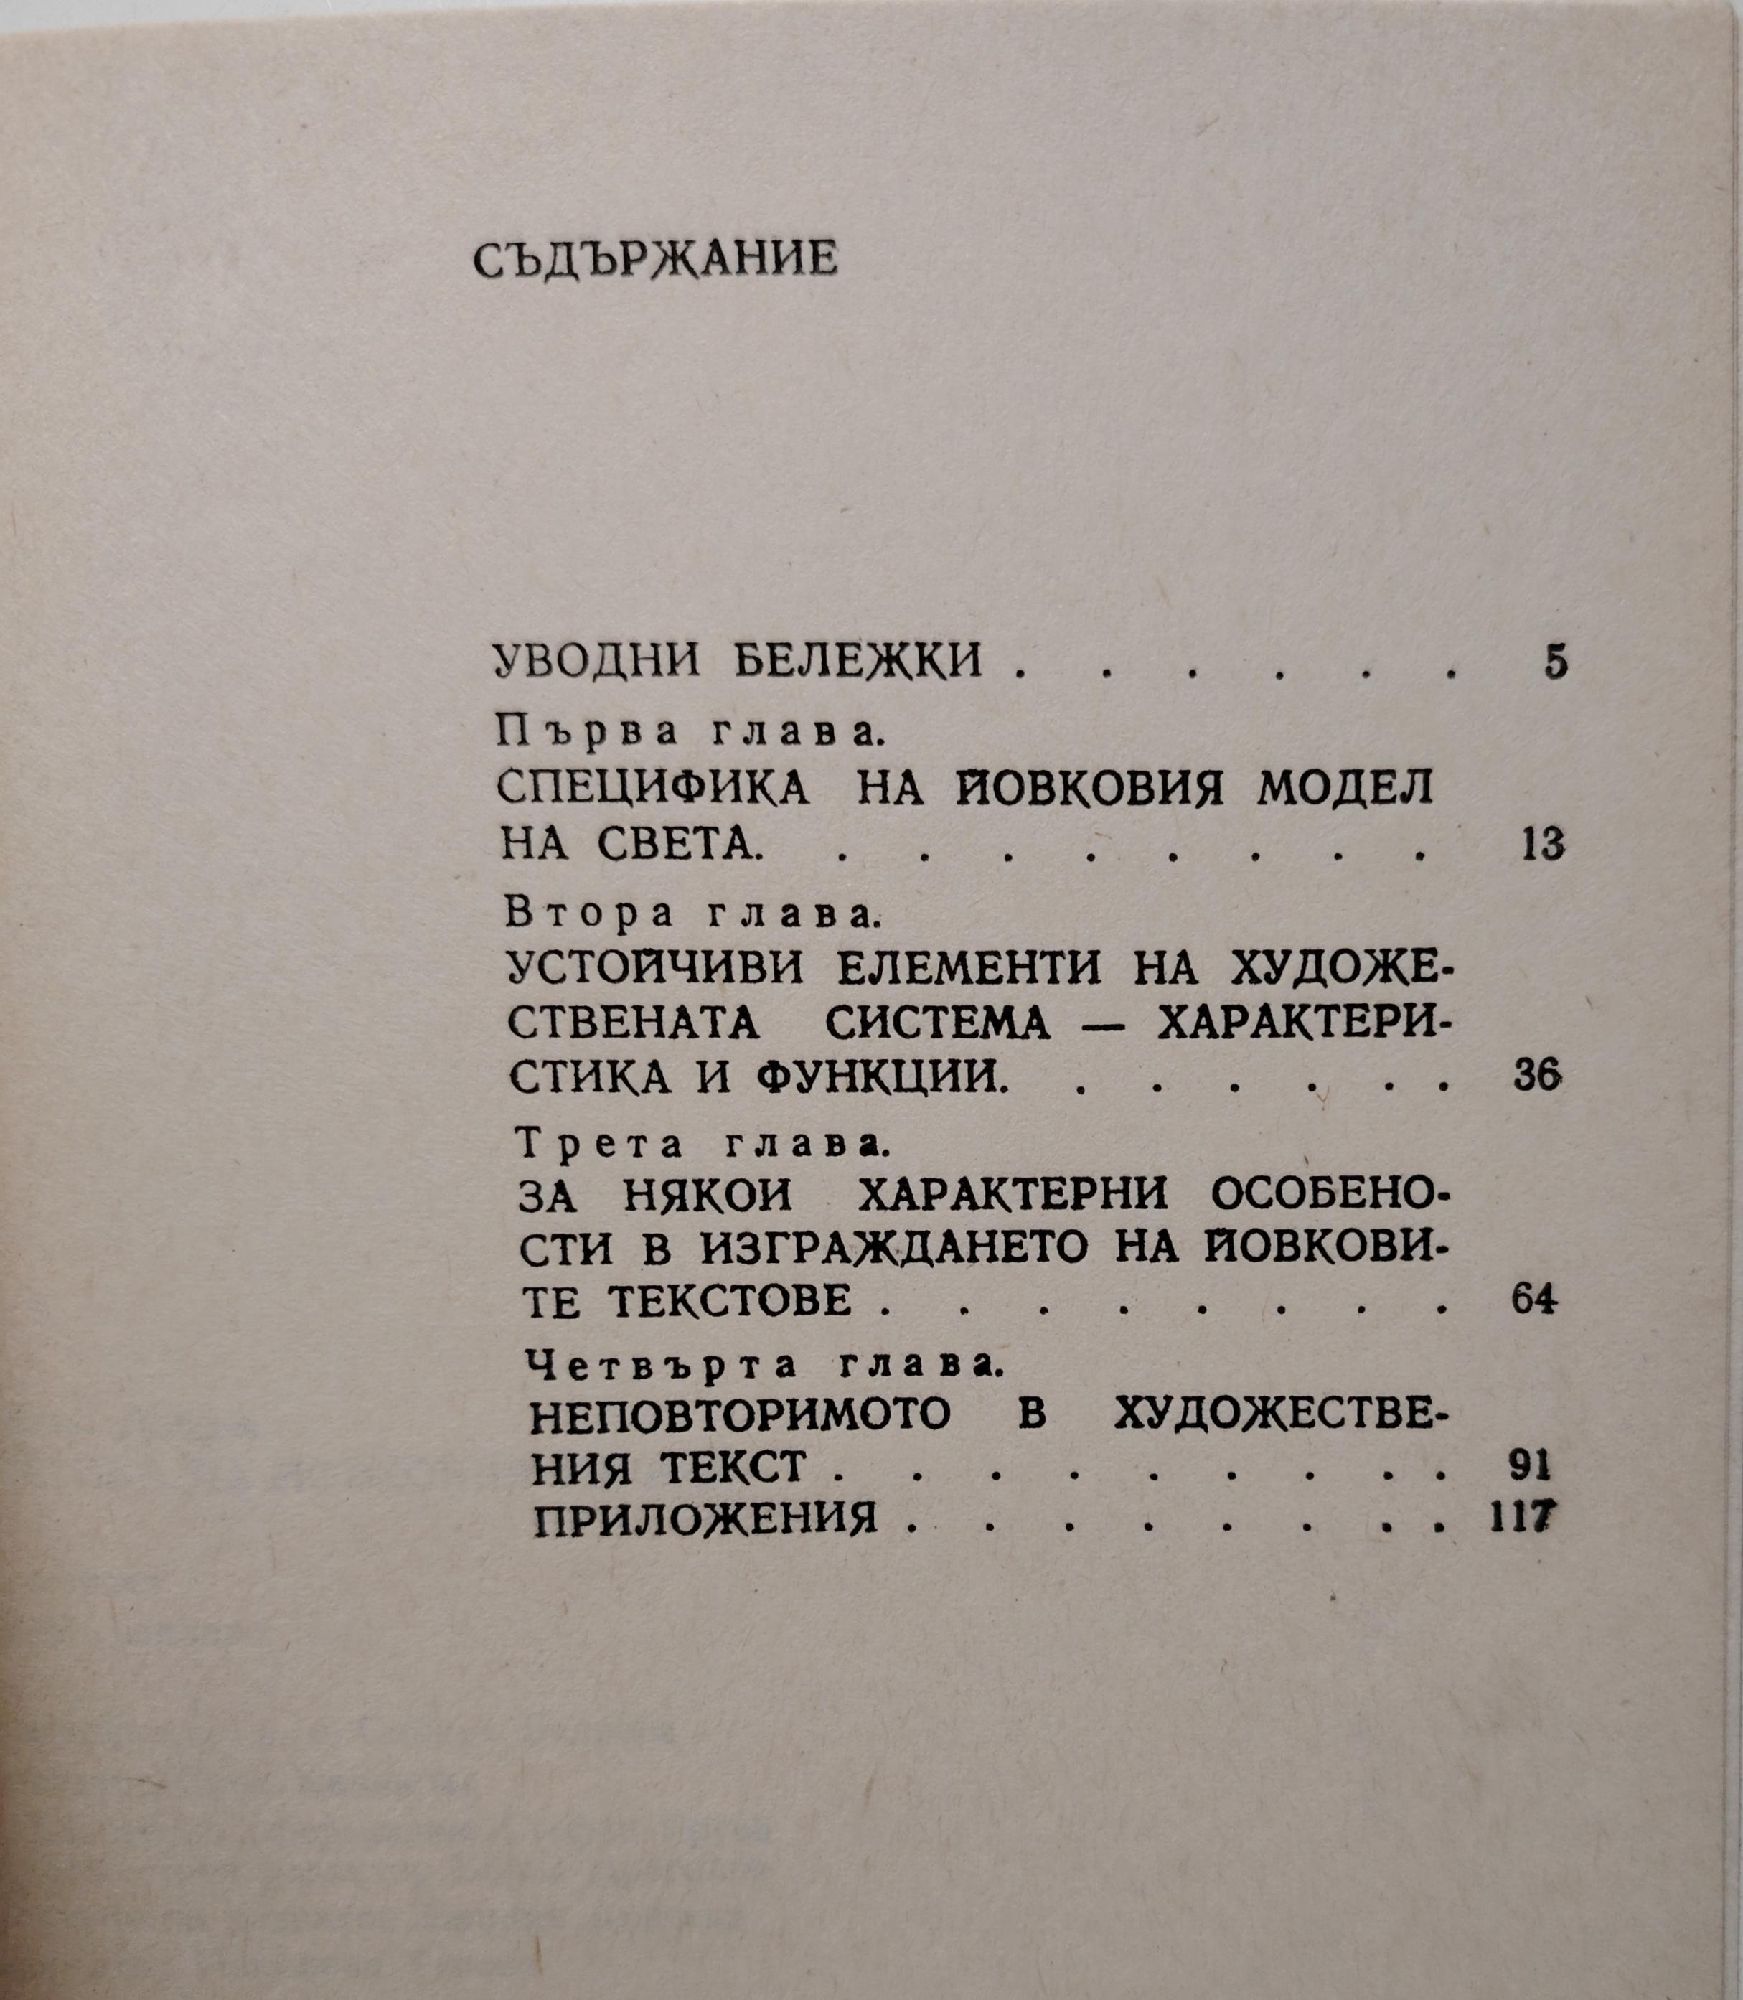 СЪДЪРЖАНИЕ
УВОДНИ БЕЛЕЖКИ . . . . . . 5
Първа глава.
СПЕЦИФИКА НА ЙОВКОВИЯ МОДЕЛ
НА СВЕТА. . . . . . . . . 13
Втора глава.
УСТОЙЧИВИ ЕЛЕМЕНТИ НА ХУДОЖЕ-
СТВЕНАТА СИСТЕМА — ХАРАКТЕРИ-
СТИКА И ФУНКЦИИ. . . . . . . 36
Трета глава.
ЗА НЯКОИ ХАРАКТЕРНИ ОСОБЕНО-
СТИ В ИЗГРАЖДАНЕТО НА ЙОВКОВИ-
ТЕ ТЕКСТОВЕ . . . . . . . . 64
Четвърта глава.
НЕПОВТОРИМОТО В ХУДОЖЕСТВЕ-
НИЯ ТЕКСТ . . . . . . . . . 91
ПРИЛОЖЕНИЯ . . . . . . . . 117